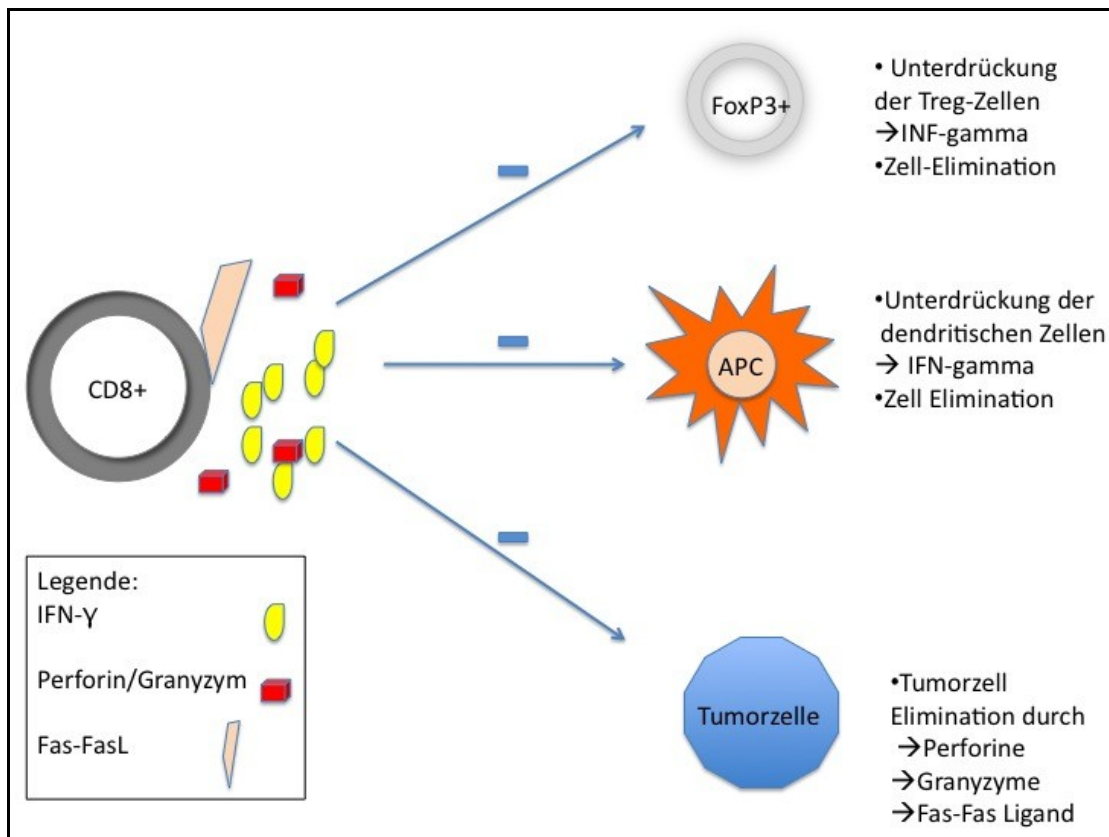 FoxP3+
• Unterdrückung
der Treg-Zellen
→INF-gamma
•Zell-Elimination
CD8+
APC
•Unterdrückung der
dendritischen Zellen
→ IFN-gamma
•Zell Elimination
Legende:
IFN-γ
Perforin/Granyzym
Fas-FasL
Tumorzelle
•Tumorzell
Elimination durch
→Perforine
→Granyzyme
→Fas-Fas Ligand